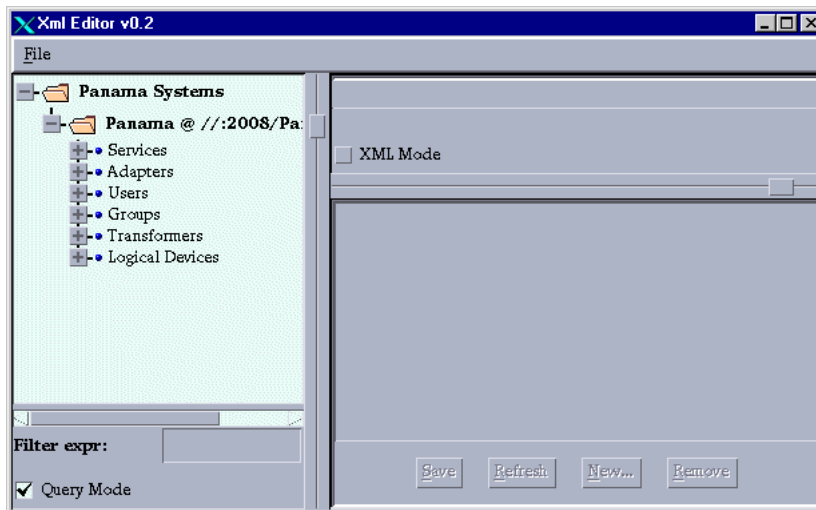 Xml Editor v0.2
File
Panama Systems
Panama @ //:2008/Pa
Services
Adapters
Users
Groups
Transformers
Logical Devices
XML Mode
Filter expr:
Query Mode
Save Refresh New... Remove